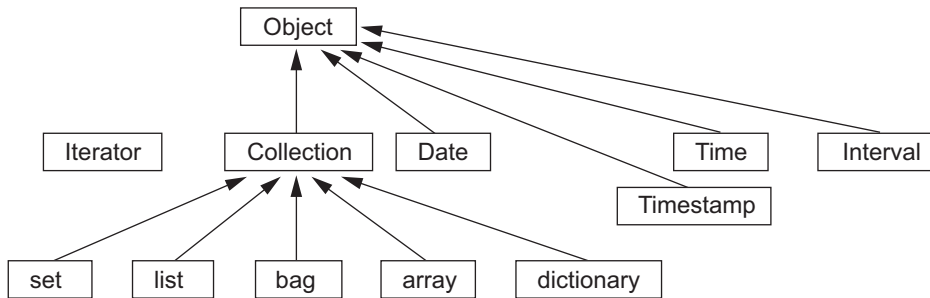 Object
Iterator
Collection
Date
Time
Interval
Timestamp
set
list
bag
array
dictionary